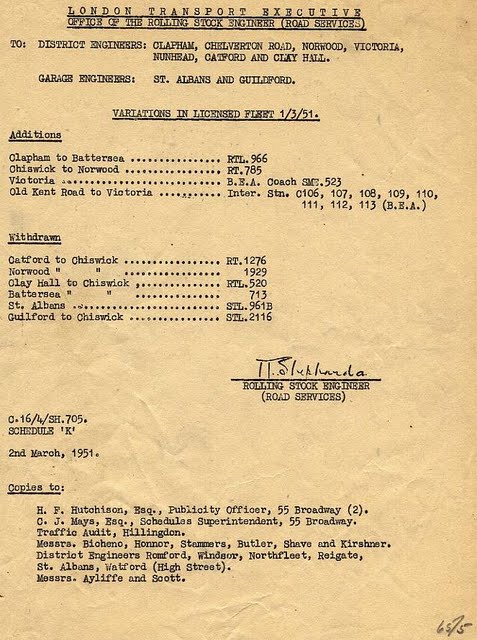 LONDON TRANSPORT EXECUTIVE
OFFICE OF THE ROLLING STOCK ENGINEER (ROAD SERVICES)
TO: DISTRICT ENGINEERS: CLAPHAM, CHELVERTON ROAD, NORWOOD, VICTORIA,
NUNHEAD, CATFORD AND CLAY HALL.
GARAGE ENGINEERS: ST. ALBANS AND GUILDFORD.
VARIATIONS IN LICENSED FLEET 1/3/51.
Additions
Clapham to Battersea ................ RTL.966
Chiswick to Norwood ................. RT.785
Victoria ............................ B.E.A. Coach SME.523
Old Kent Road to Victoria ........... Inter. Stn. C106, 107, 108, 109, 110,
111, 112, 113 (B.E.A.)
Withdrawn
Catford to Chiswick ................. RT.1276
Norwood " " ................. 1929
Clay Hall to Chiswick ,.............. RTL.520
Battersea " " ............... 713
St. Albans .......................... STL.961B
Guilford to Chiswick ................ STL.2116
T. Shepharda
ROLLING STOCK ENGINEER
(ROAD SERVICES)
C.16/4/SH.705.
SCHEDULE 'K'
2nd March, 1951.
Copies to:
H. F. Hutchison, Esq., Publicity Officer, 55 Broadway (2).
C. J. Mays, Esq., Schedules Superintendent, 55 Broadway.
Traffic Audit, Hillingdon.
Messrs. Bicheno, Honnor, Stammers, Butler, Shave and Kirshner.
District Engineers Romford, Windsor, Northfleet, Reigate,
St. Albans, Watford (High Street).
Messrs. Ayliffe and Scott.